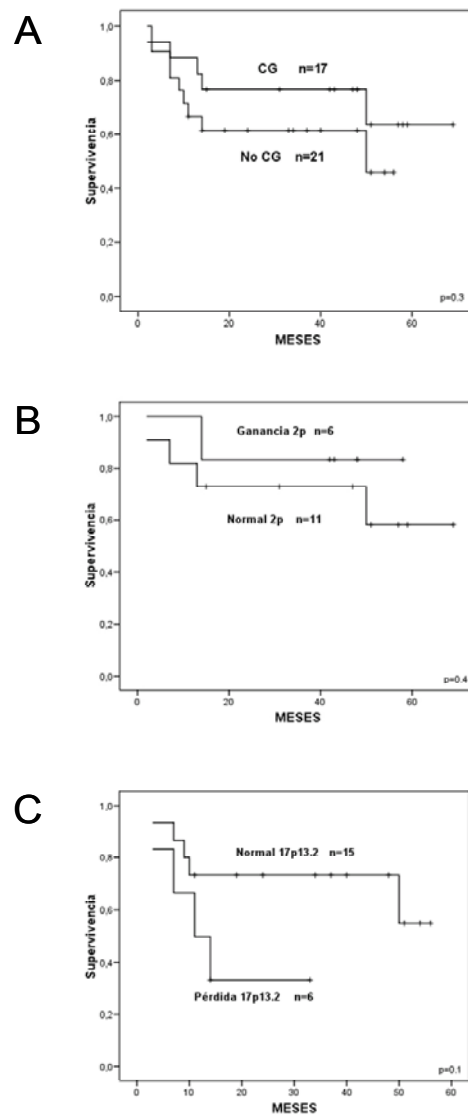 A
Supervivencia
1,0
0,8
0,6
0,4
0,2
0,0
CG n=17
No CG n=21
p=0.3
0 20 40 60
MESES
B
Supervivencia
1,0
0,8
0,6
0,4
0,2
0,0
Ganancia 2p n=6
Normal 2p n=11
p=0.4
0 20 40 60
MESES
C
Supervivencia
1,0
0,8
0,6
0,4
0,2
0,0
Normal 17p13.2 n=15
Pérdida 17p13.2 n=6
p=0.1
0 10 20 30 40 50 60
MESES